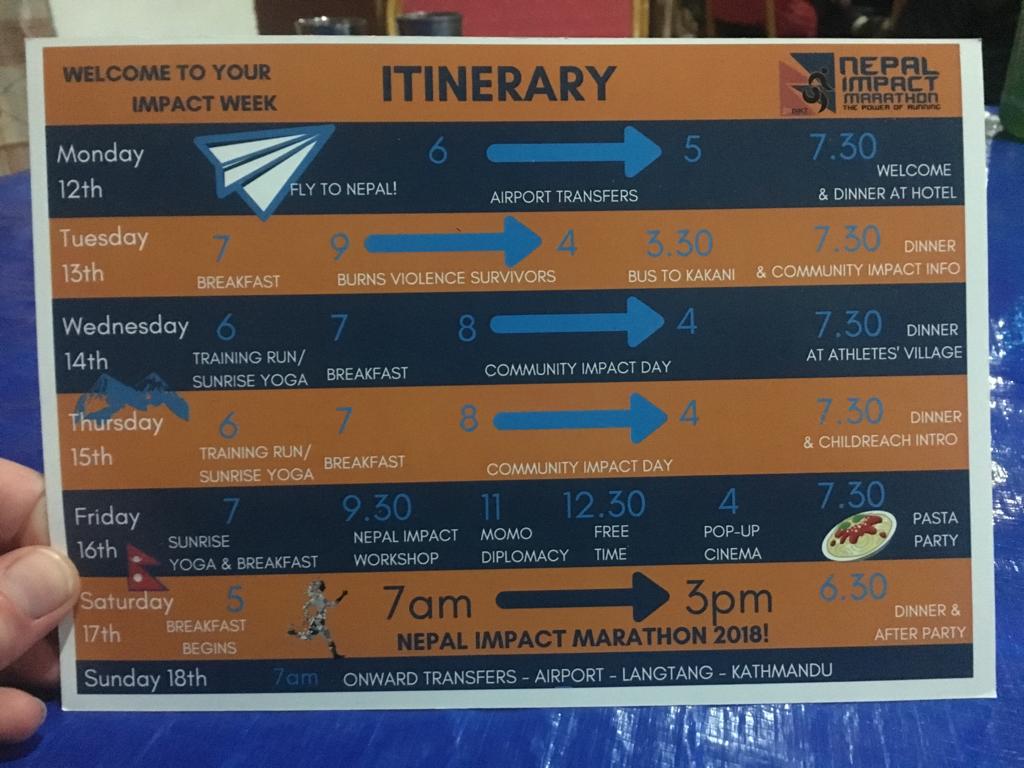 WELCOME TO YOUR
IMPACT WEEK
ITINERARY
NEPAL
IMPACT
MARATHON
THE POWER OF RUNNING
Monday
12th
FLY TO NEPAL!
6 5
AIRPORT TRANSFERS
7.30
WELCOME
& DINNER AT HOTEL
Tuesday
13th
7
BREAKFAST
9 4
BURNS VIOLENCE SURVIVORS
3.30
BUS TO KAKANI
7.30 DINNER
& COMMUNITY IMPACT INFO
Wednesday
14th
6
TRAINING RUN/
SUNRISE YOGA
7
BREAKFAST
8 4
COMMUNITY IMPACT DAY
7.30 DINNER
AT ATHLETES' VILLAGE
Thursday
15th
6
TRAINING RUN/
SUNRISE YOGA
7
BREAKFAST
8 4
COMMUNITY IMPACT DAY
7.30 DINNER
& CHILDREACH INTRO
Friday
16th
7
SUNRISE
YOGA & BREAKFAST
9.30
NEPAL IMPACT
WORKSHOP
11
MOMO
DIPLOMACY
12.30
FREE
TIME
4
POP-UP
CINEMA
7.30
PASTA
PARTY
Saturday
17th
5
BREAKFAST
BEGINS
7am 3pm
NEPAL IMPACT MARATHON 2018!
6.30
DINNER &
AFTER PARTY
Sunday 18th 7am ONWARD TRANSFERS - AIRPORT - LANGTANG - KATHMANDU